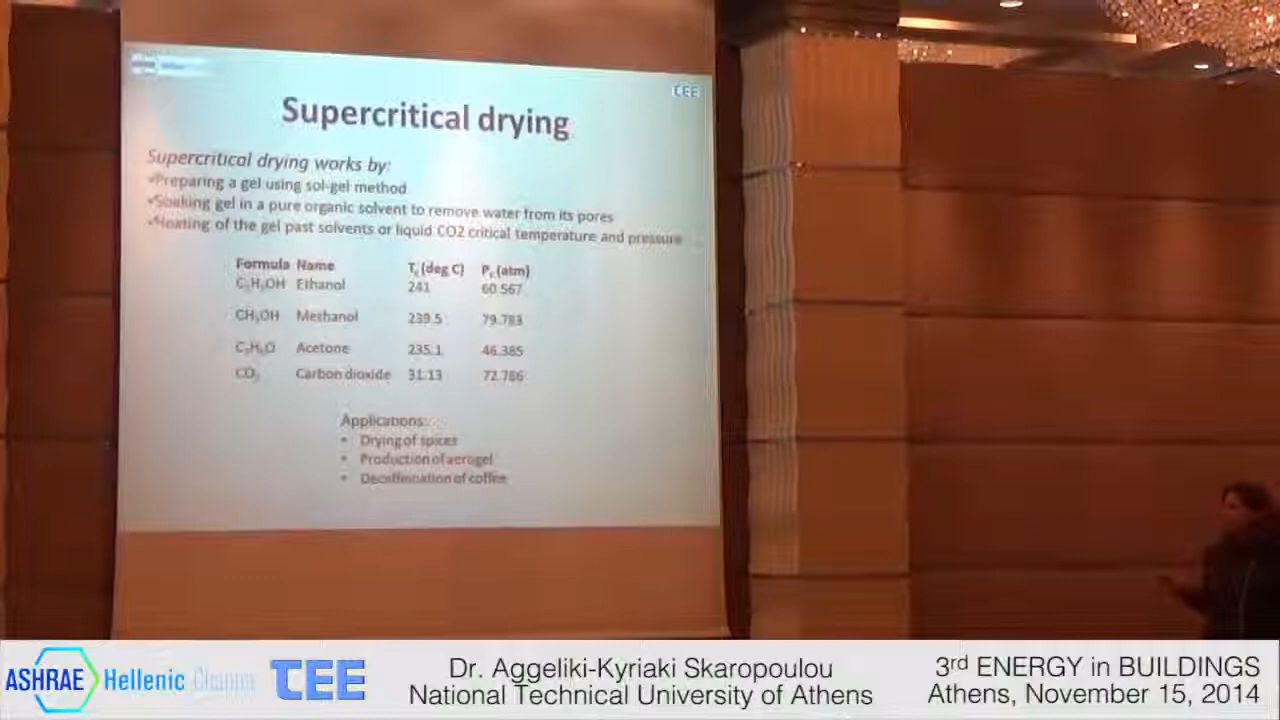 TEE
Supercritical drying
Supercritical drying works by:
Preparing a gel using sol-gel method
Soaking gel in a pure organic solvent to remove water from its pores
Heating of the gel past solvents or liquid CO2 critical temperature and pressure
Formula Name Tc (deg C) Pc (atm)
C2H5OH Ethanol 241 60.567
CH3OH Methanol 239.5 79.783
C3H6O Acetone 235.1 46.385
CO2 Carbon dioxide 31.13 72.786
Applications:
• Drying of spices
• Production of aerogel
• Decaffeination of coffee
ASHRAE Hellenic Chapter TEE
Dr. Aggeliki-Kyriaki Skaropoulou
National Technical University of Athens
3rd ENERGY in BUILDINGS
Athens, November 15, 2014